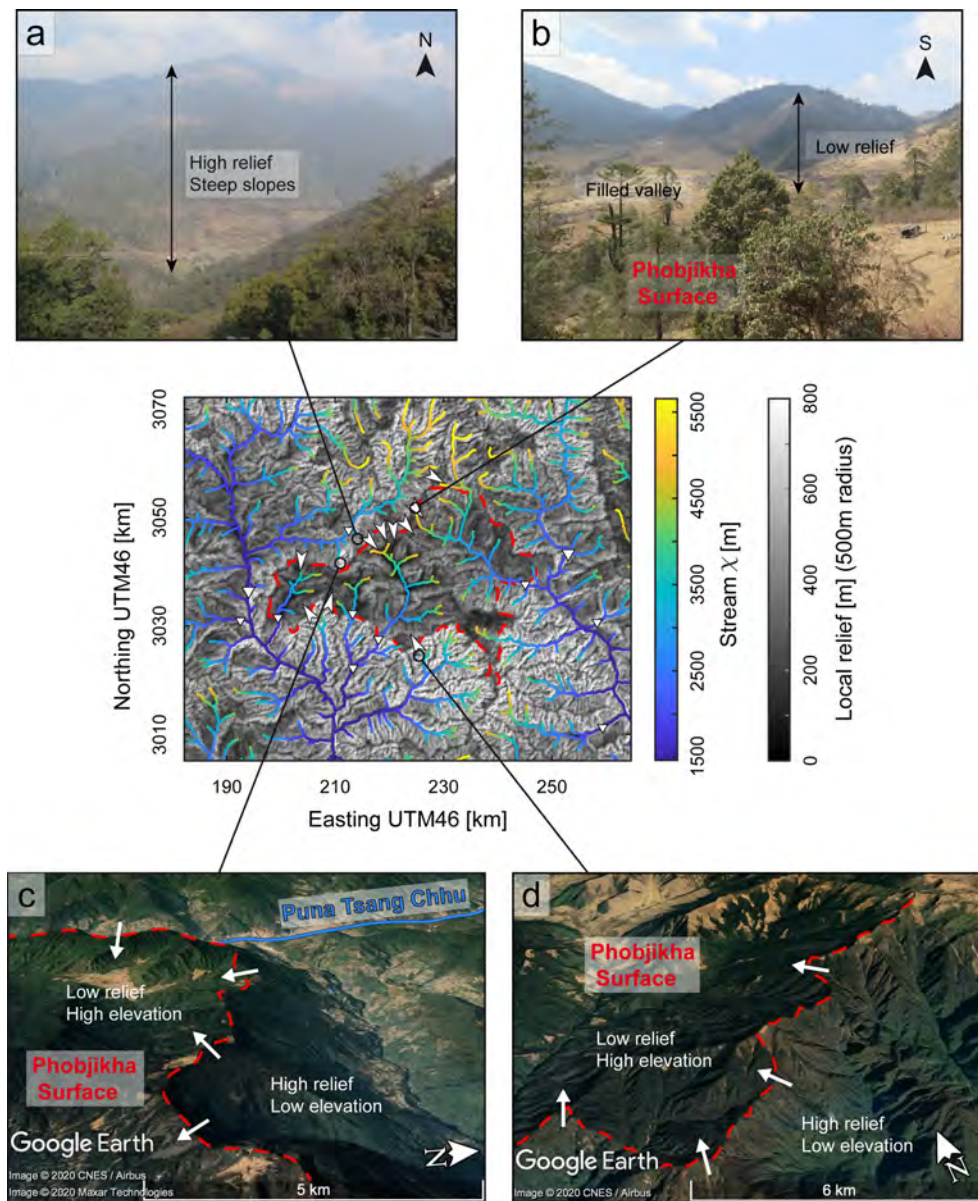 a
N
High relief
Steep slopes
b
S
Low relief
Filled valley
Phobjikha
Surface
3070
3050
3030
3010
Northing UTM46 [km]
190
210
230
250
Easting UTM46 [km]
5500
4500
3500
2500
1500
Stream χ [m]
800
600
400
200
0
Local relief [m] (500m radius)
c
Puna Tsang Chhu
Low relief
High elevation
Phobjikha
Surface
High relief
Low elevation
Google Earth
N
Image © 2020 CNES / Airbus
Image © 2020 Maxar Technologies
5 km
d
Phobjikha
Surface
Low relief
High elevation
High relief
Low elevation
Google Earth
N
Image © 2020 CNES / Airbus
6 km